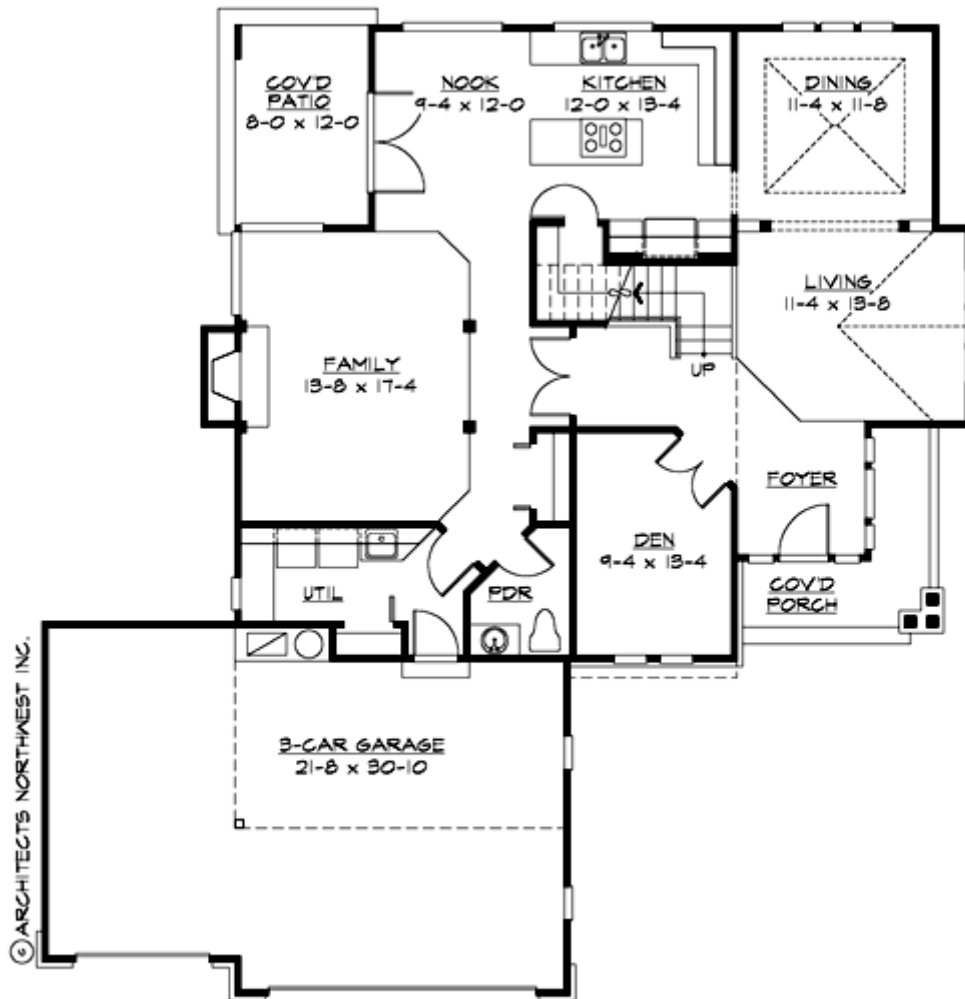 COV'D
PATIO
8-0 x 12-0
NOOK
9-4 x 12-0
KITCHEN
12-0 x 13-4
DINING
11-4 x 11-8
LIVING
11-4 x 13-8
FAMILY
13-8 x 17-4
UP
FOYER
DEN
9-4 x 13-4
COV'D
PORCH
UTIL
PDR
3-CAR GARAGE
21-8 x 30-10
© ARCHITECTS NORTHWEST INC.